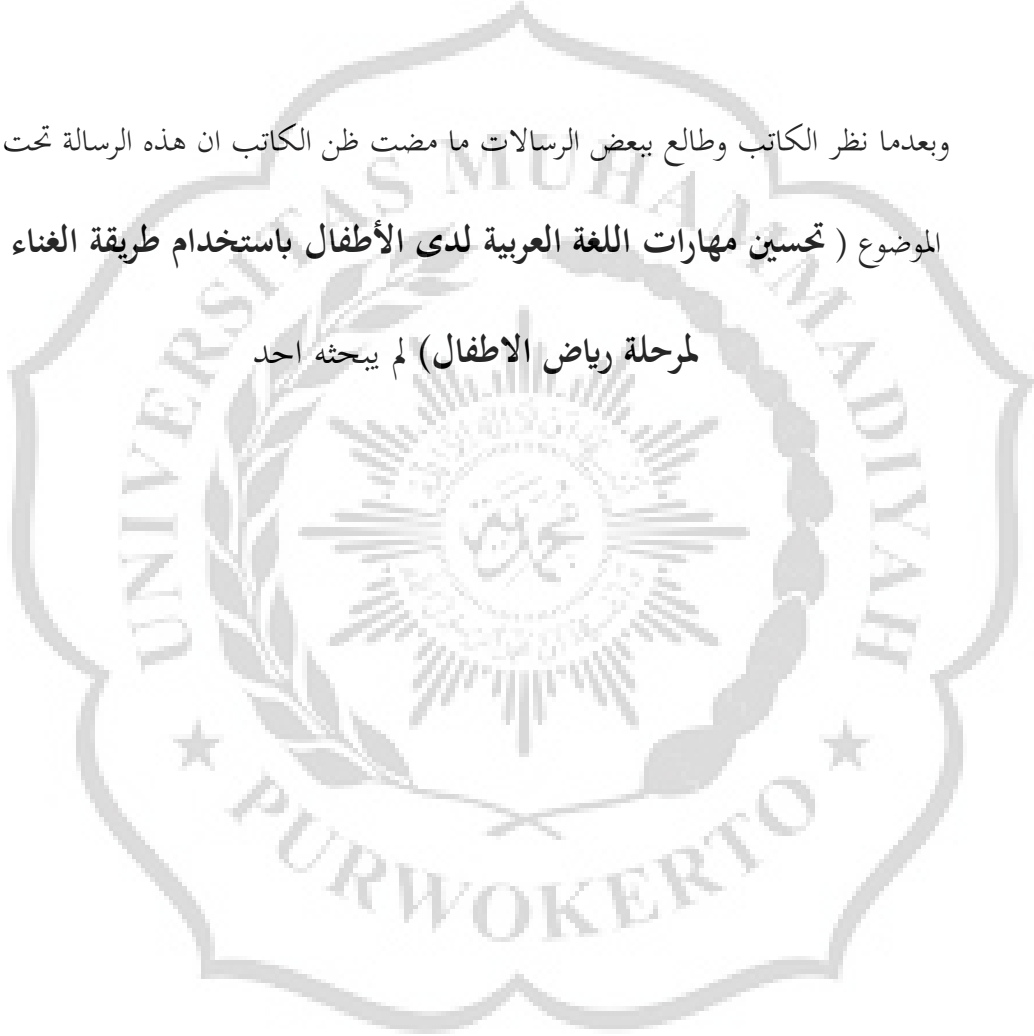 وبعدما نظر الكاتب وطالع ببعض الرسالات ما مضت ظن الكاتب ان هذه الرسالة تحت
الموضوع ( تحسين مهارات اللغة العربية لدى الأطفال باستخدام طريقة الغناء
لمرحلة رياض الاطفال) لم يبحثه احد
UNIVERSITAS MUHAMMADIYAH
PURWOKERTO